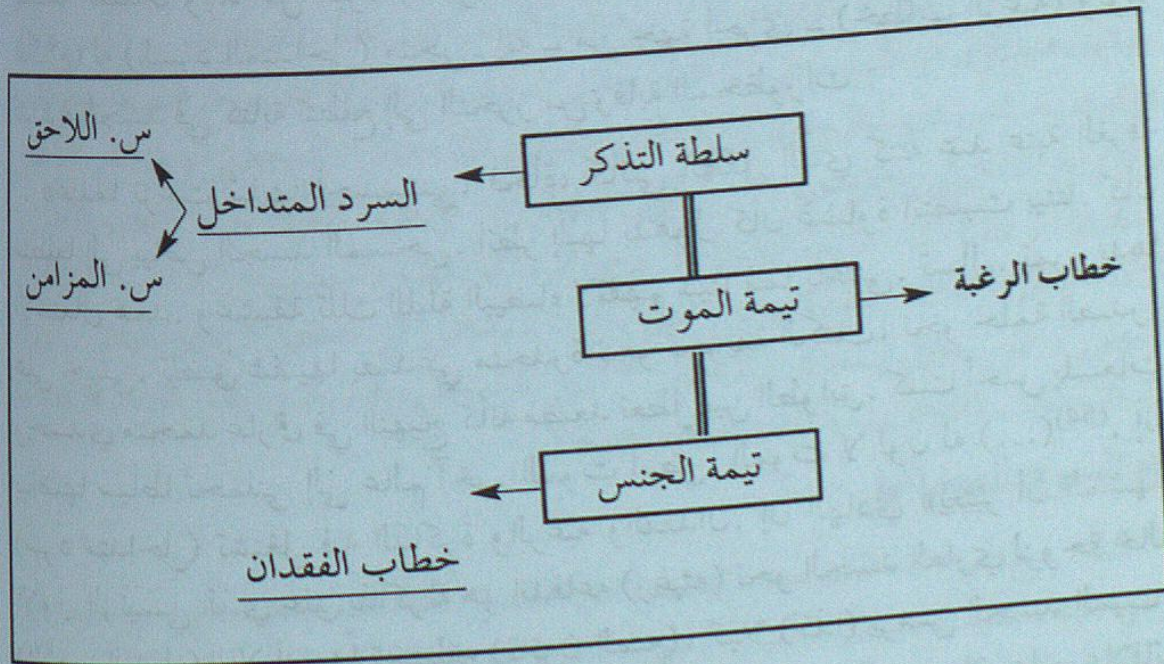 س. اللاحق
سلطة التذكر
السرد المتداخل
س. المزامن
خطاب الرغبة
تيمة الموت
تيمة الجنس
خطاب الفقدان